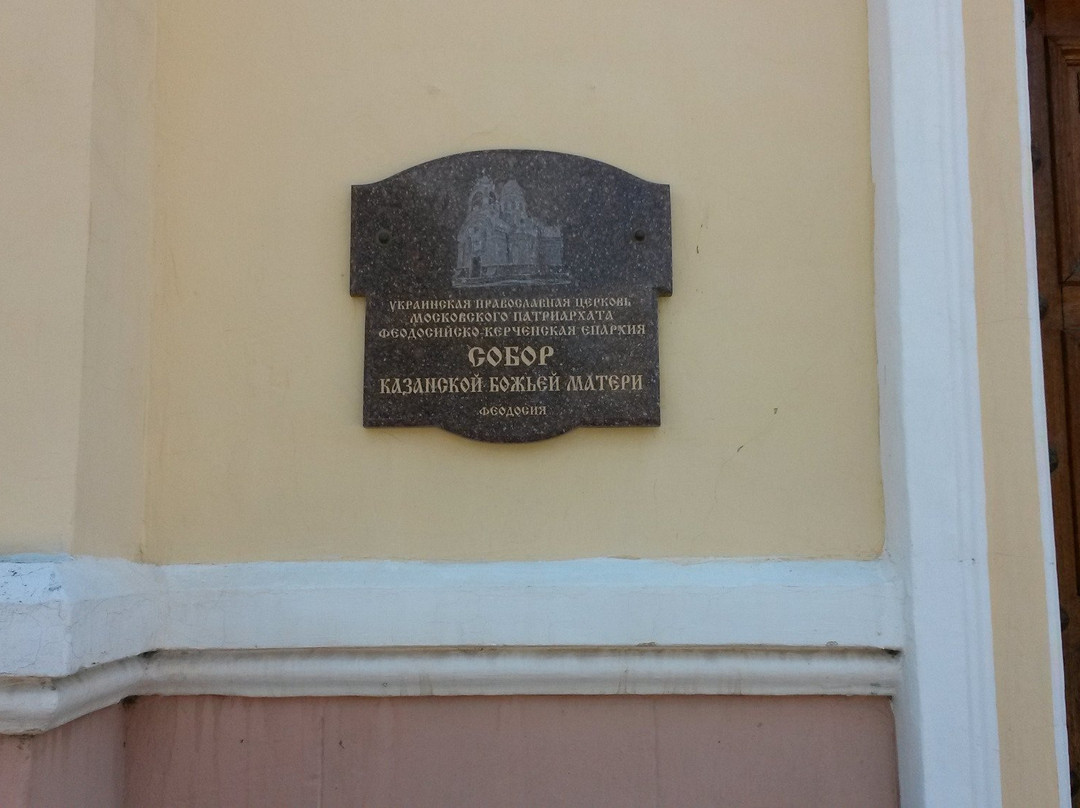 УКРАИНСКАЯ ПРАВОСЛАВНАЯ ЦЕРКОВЬ
МОСКОВСКОГО ПАТРИАРХАТА
ФЕОДОСИЙСКО-КЕРЧЕНСКАЯ ЕПАРХИЯ
СОБОР
КАЗАНСКОЙ БОЖЬЕЙ МАТЕРИ
ФЕОДОСИЯ